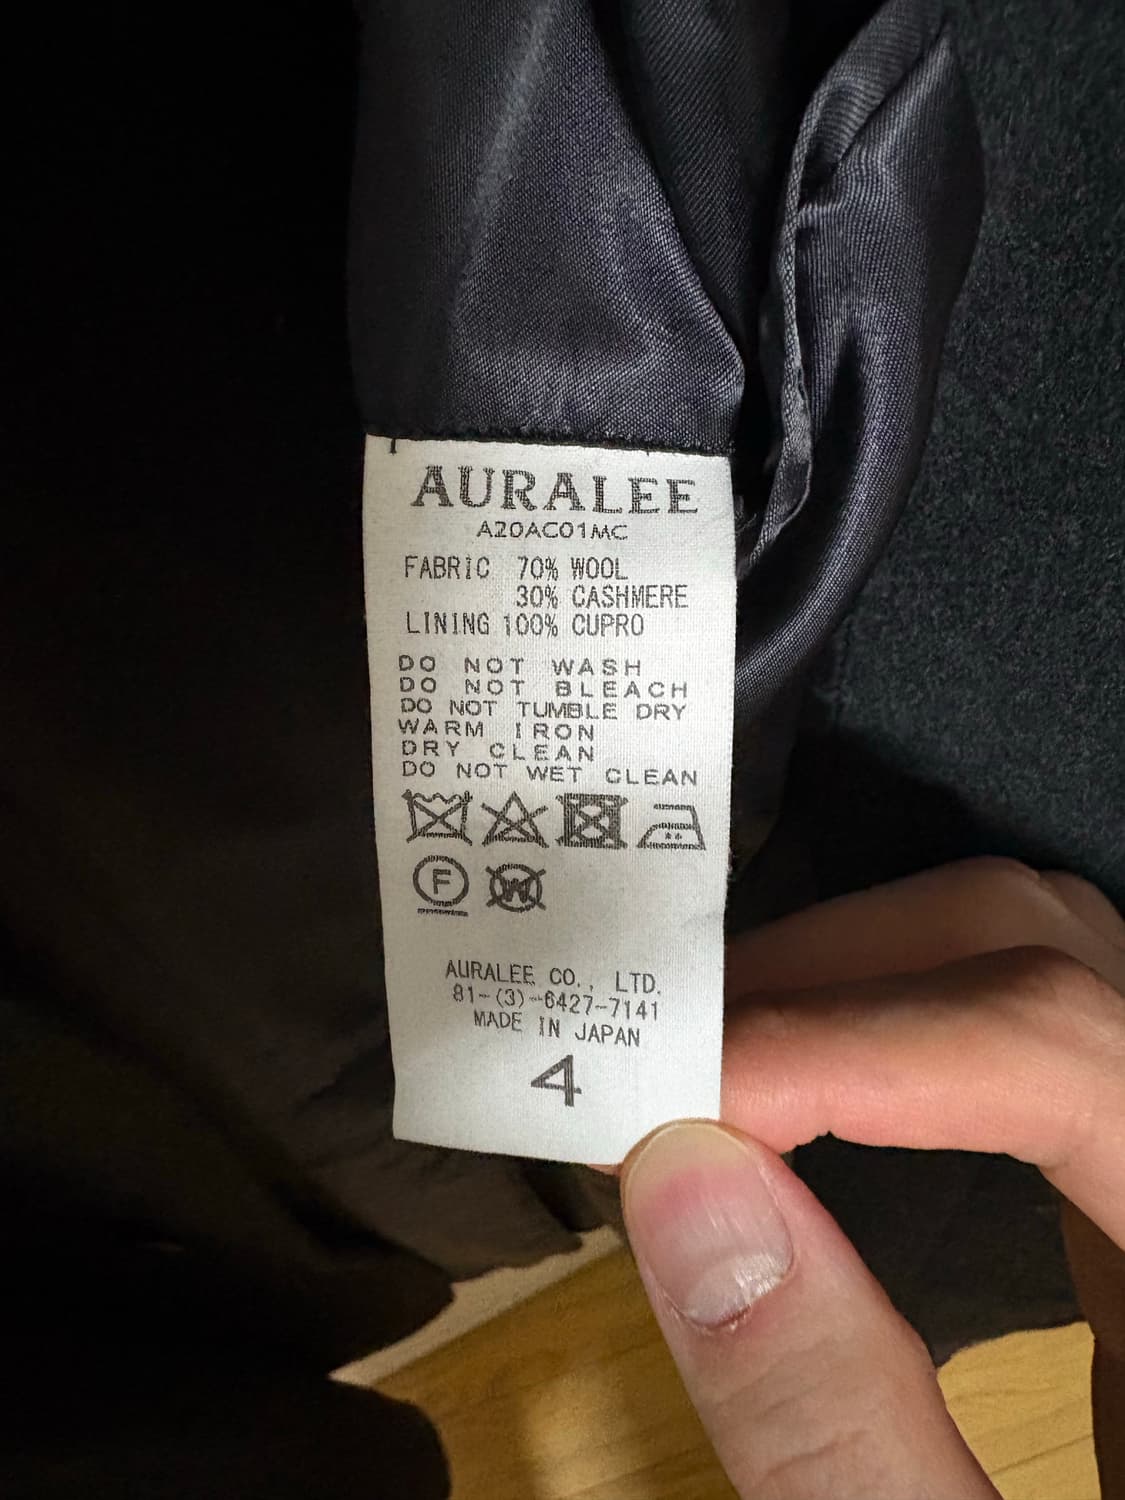 AURALEE
A20AC01MC
FABRIC 70% WOOL
30% CASHMERE
LINING 100% CUPRO
DO NOT WASH
DO NOT BLEACH
DO NOT TUMBLE DRY
WARM IRON
DRY CLEAN
DO NOT WET CLEAN
F W
AURALEE CO., LTD.
81-(3)-6427-7141
MADE IN JAPAN
4